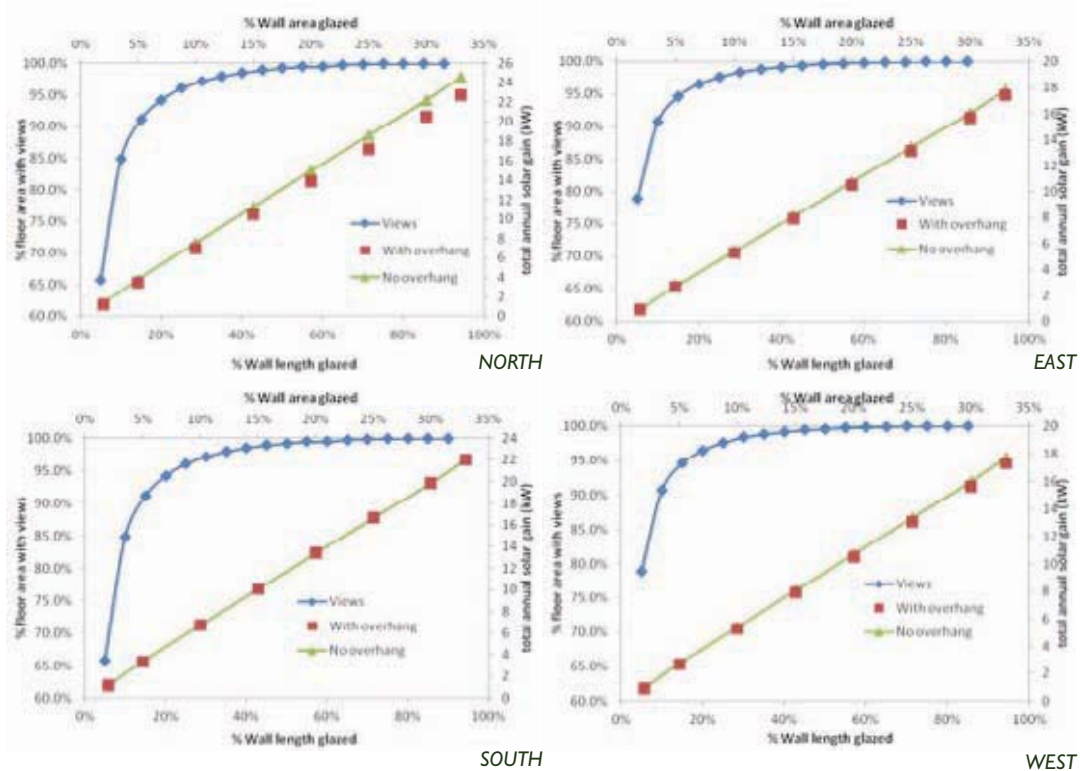 % Wall area glazed
0% 5% 10% 15% 20% 25% 30% 35%
100.0%
95.0%
90.0%
85.0%
80.0%
75.0%
70.0%
65.0%
60.0%
% floor area with views
26
24
22
20
18
16
14
12
10
8
6
4
2
0
total annual solar gain (kW)
Views
With overhang
No overhang
0% 20% 40% 60% 80% 100%
% Wall length glazed
NORTH
% Wall area glazed
0% 5% 10% 15% 20% 25% 30% 35%
100.0%
95.0%
90.0%
85.0%
80.0%
75.0%
70.0%
65.0%
60.0%
% floor area with views
20
18
16
14
12
10
8
6
4
2
0
total annual solar gain (kW)
Views
With overhang
No overhang
0% 20% 40% 60% 80% 100%
% Wall length glazed
EAST
% Wall area glazed
0% 5% 10% 15% 20% 25% 30% 35%
100.0%
95.0%
90.0%
85.0%
80.0%
75.0%
70.0%
65.0%
60.0%
% floor area with views
24
22
20
18
16
14
12
10
8
6
4
2
0
total annual solar gain (kW)
Views
With overhang
No overhang
0% 20% 40% 60% 80% 100%
% Wall length glazed
SOUTH
% Wall area glazed
0% 5% 10% 15% 20% 25% 30% 35%
100.0%
95.0%
90.0%
85.0%
80.0%
75.0%
70.0%
65.0%
60.0%
% floor area with views
20
18
16
14
12
10
8
6
4
2
0
total annual solar gain (kW)
Views
With overhang
No overhang
0% 20% 40% 60% 80% 100%
% Wall length glazed
WEST